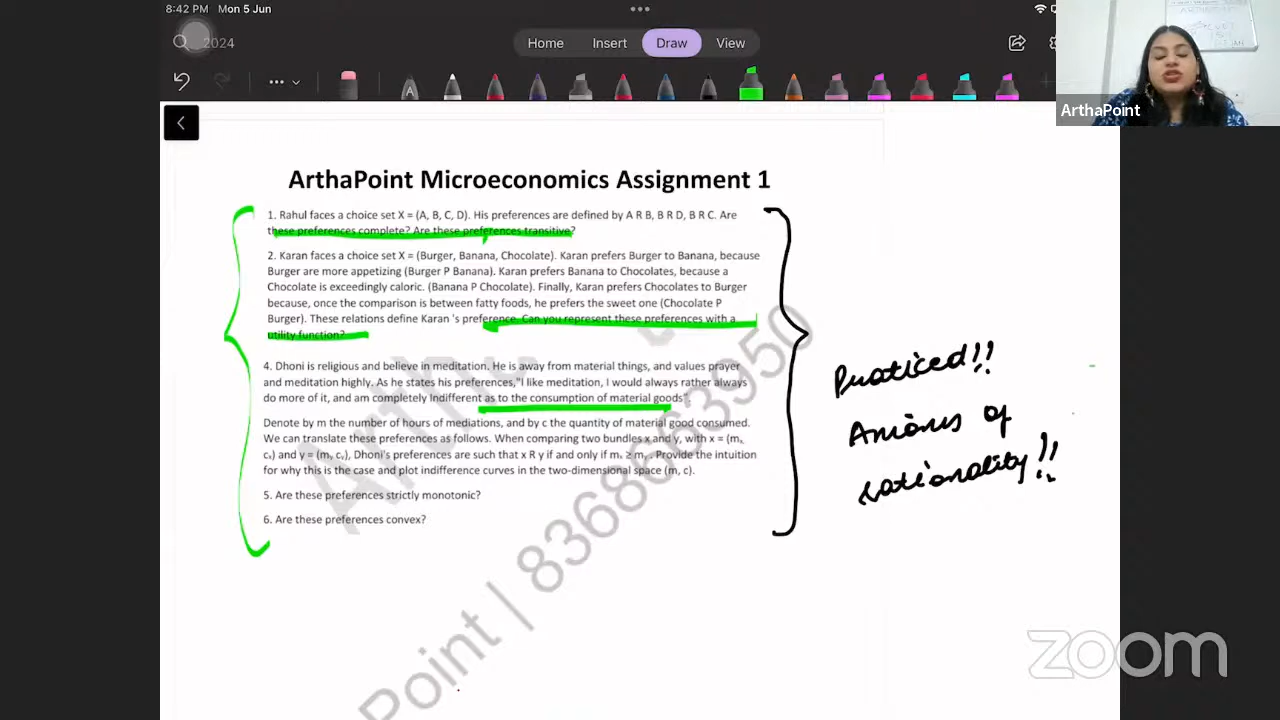 8:42 PM Mon 5 Jun
2024
Home Insert Draw View
ArthaPoint
ArthaPoint Microeconomics Assignment 1
1. Rahul faces a choice set X = (A, B, C, D). His preferences are defined by A R B, B R D, B R C. Are
these preferences complete? Are these preferences transitive?
2. Karan faces a choice set X = (Burger, Banana, Chocolate). Karan prefers Burger to Banana, because
Burger are more appetizing (Burger P Banana). Karan prefers Banana to Chocolates, because a
Chocolate is exceedingly caloric. (Banana P Chocolate). Finally, Karan prefers Chocolates to Burger
because, once the comparison is between fatty foods, he prefers the sweet one (Chocolate P
Burger). These relations define Karan 's preference. Can you represent these preferences with a
utility function?
4. Dhoni is religious and believe in meditation. He is away from material things, and values prayer
and meditation highly. As he states his preferences,"I like meditation, I would always rather always
do more of it, and am completely Indifferent as to the consumption of material goods".
Denote by m the number of hours of mediations, and by c the quantity of material good consumed.
We can translate these preferences as follows. When comparing two bundles x and y, with x = (mₓ,
cₓ) and y = (mᵧ, cᵧ), Dhoni's preferences are such that x R y if and only if mₓ ≥ mᵧ. Provide the intuition
for why this is the case and plot indifference curves in the two-dimensional space (m, c).
5. Are these preferences strictly monotonic?
6. Are these preferences convex?
Practiced!!
Axioms of
rationality!!
Point | 8368663950
zoom